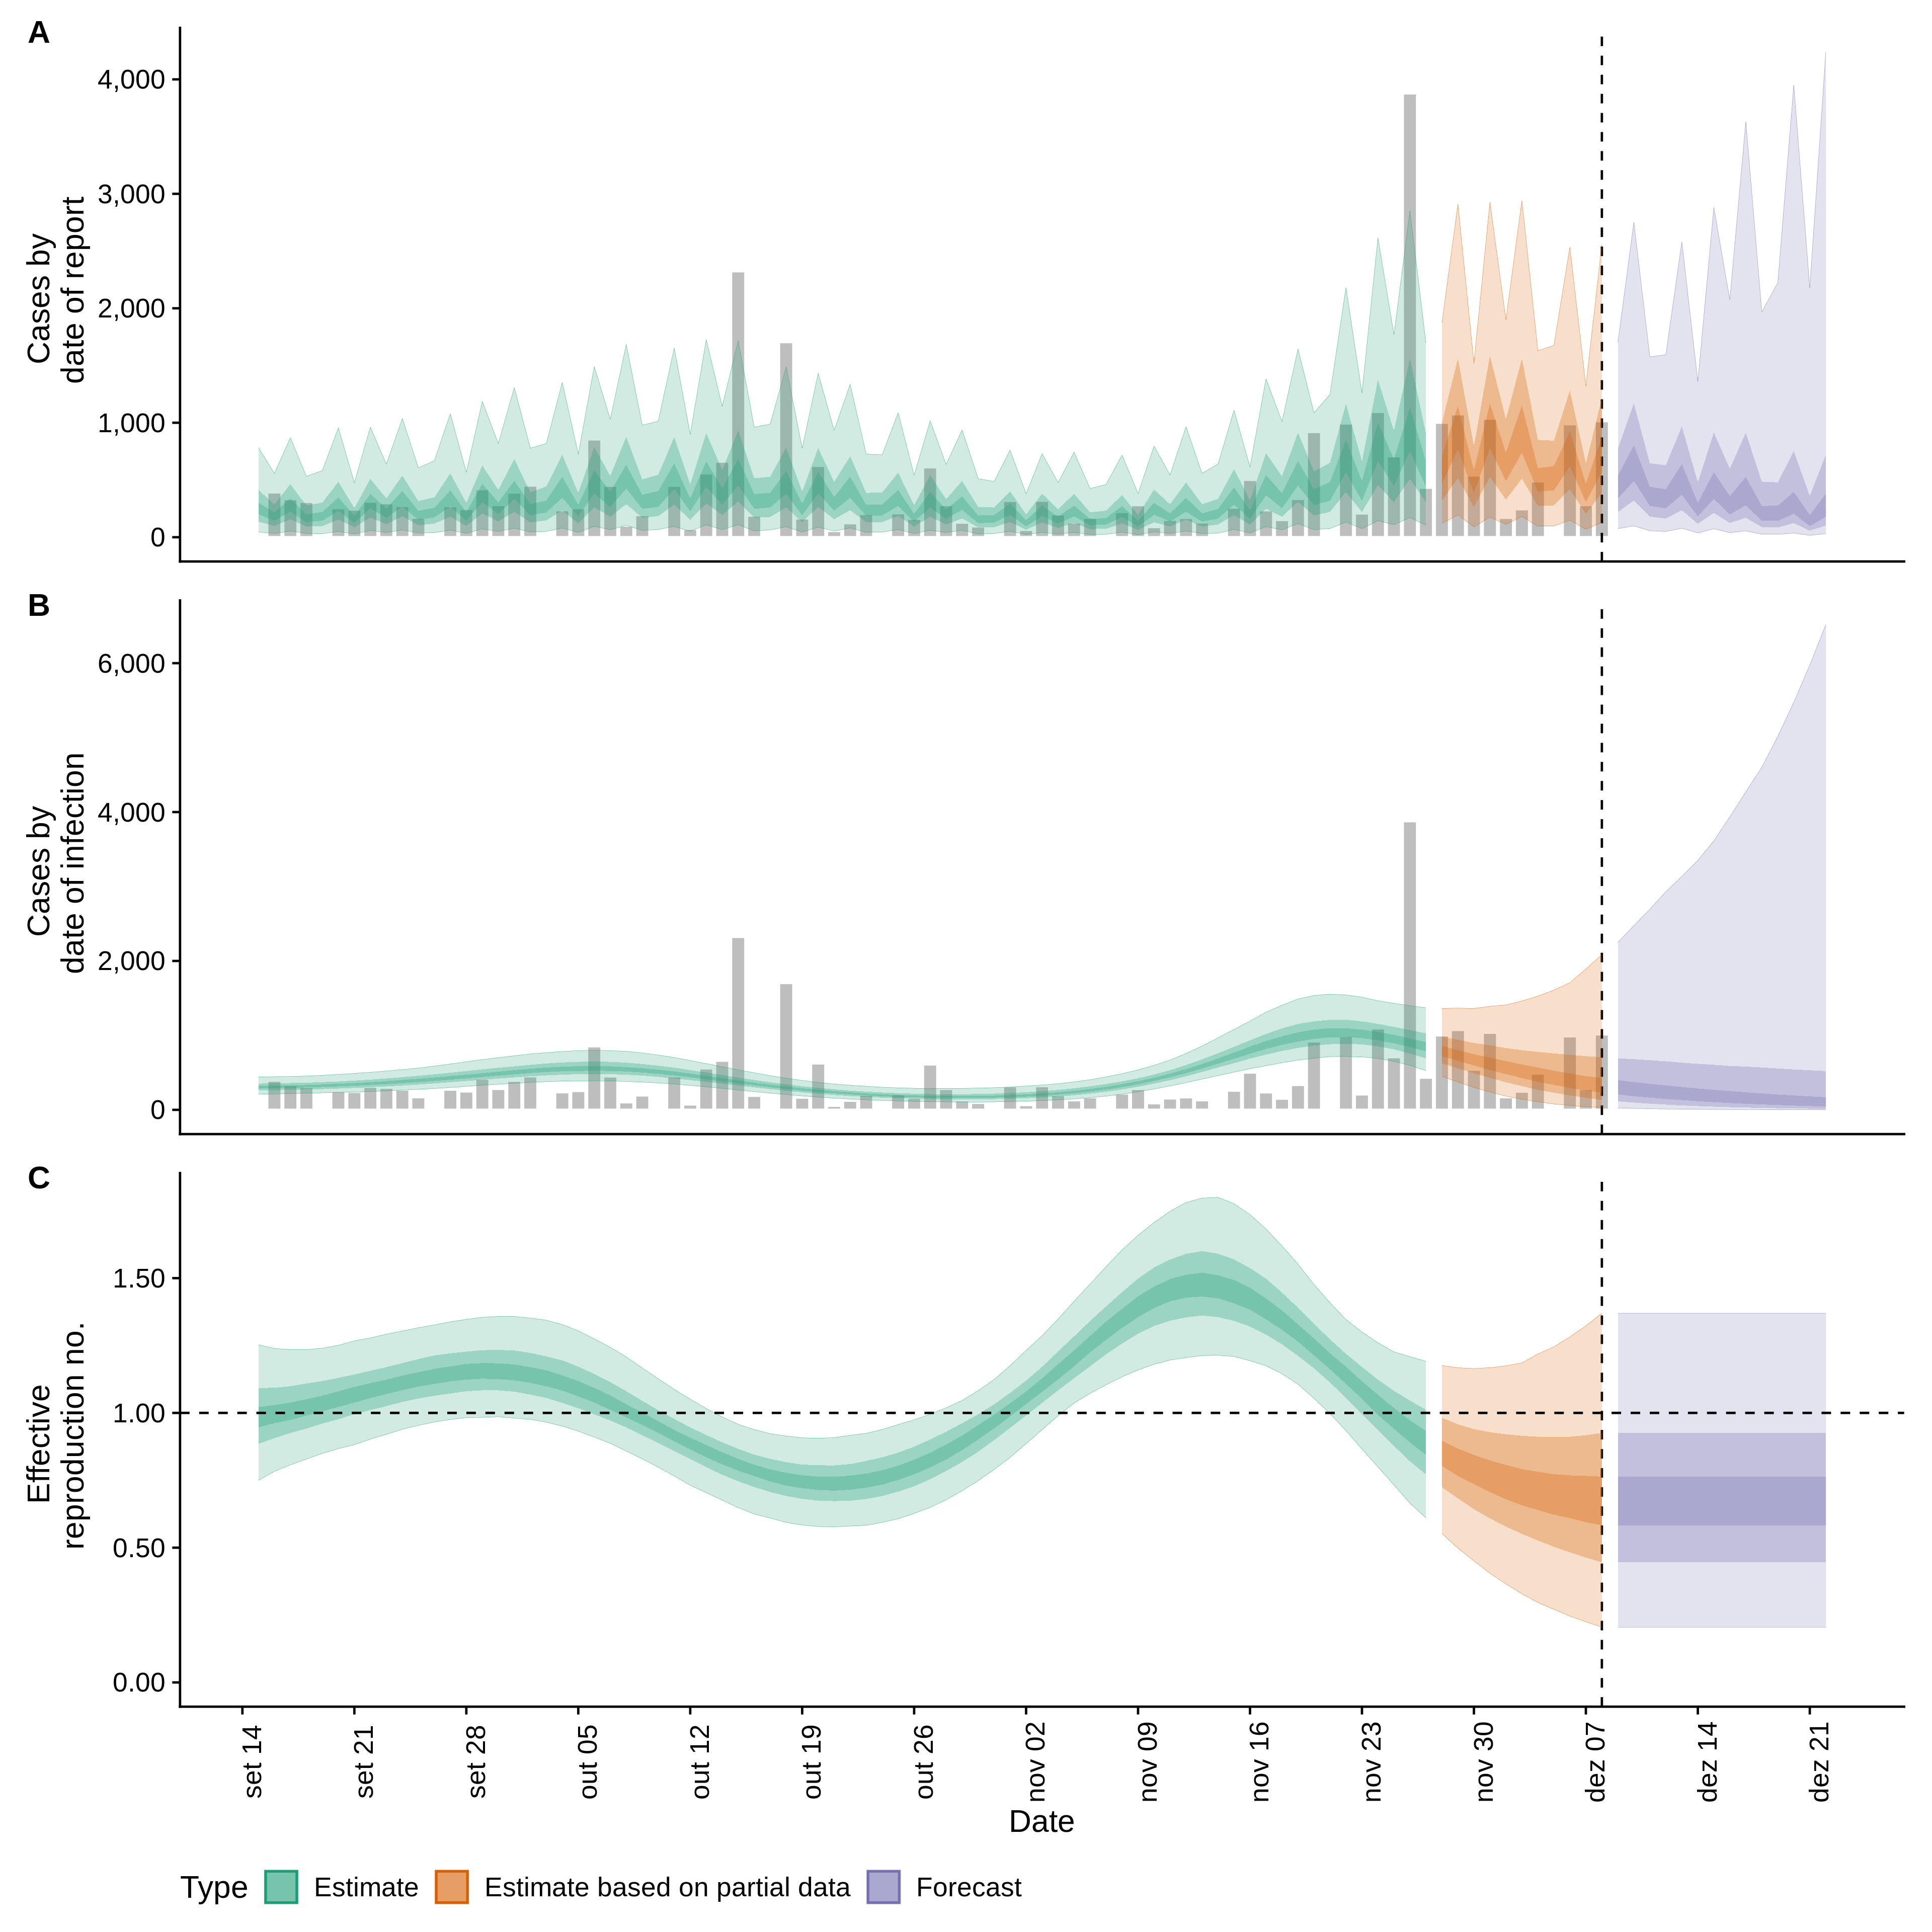 A
Cases by
date of report
4,000
3,000
2,000
1,000
0
B
Cases by
date of infection
6,000
4,000
2,000
0
C
Effective
reproduction no.
1.50
1.00
0.50
0.00
set 14
set 21
set 28
out 05
out 12
out 19
out 26
nov 02
nov 09
nov 16
nov 23
nov 30
dez 07
dez 14
dez 21
Date
Type Estimate Estimate based on partial data Forecast